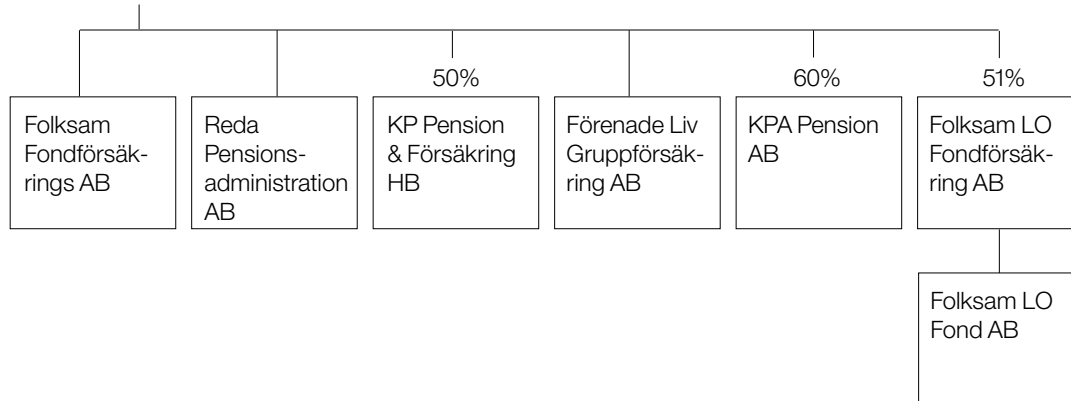 50%
60%
51%
Folksam
Fondförsäk-
rings AB
Reda
Pensions-
administration
AB
KP Pension
& Försäkring
HB
Förenade Liv
Gruppförsäk-
ring AB
KPA Pension
AB
Folksam LO
Fondförsäk-
ring AB
Folksam LO
Fond AB